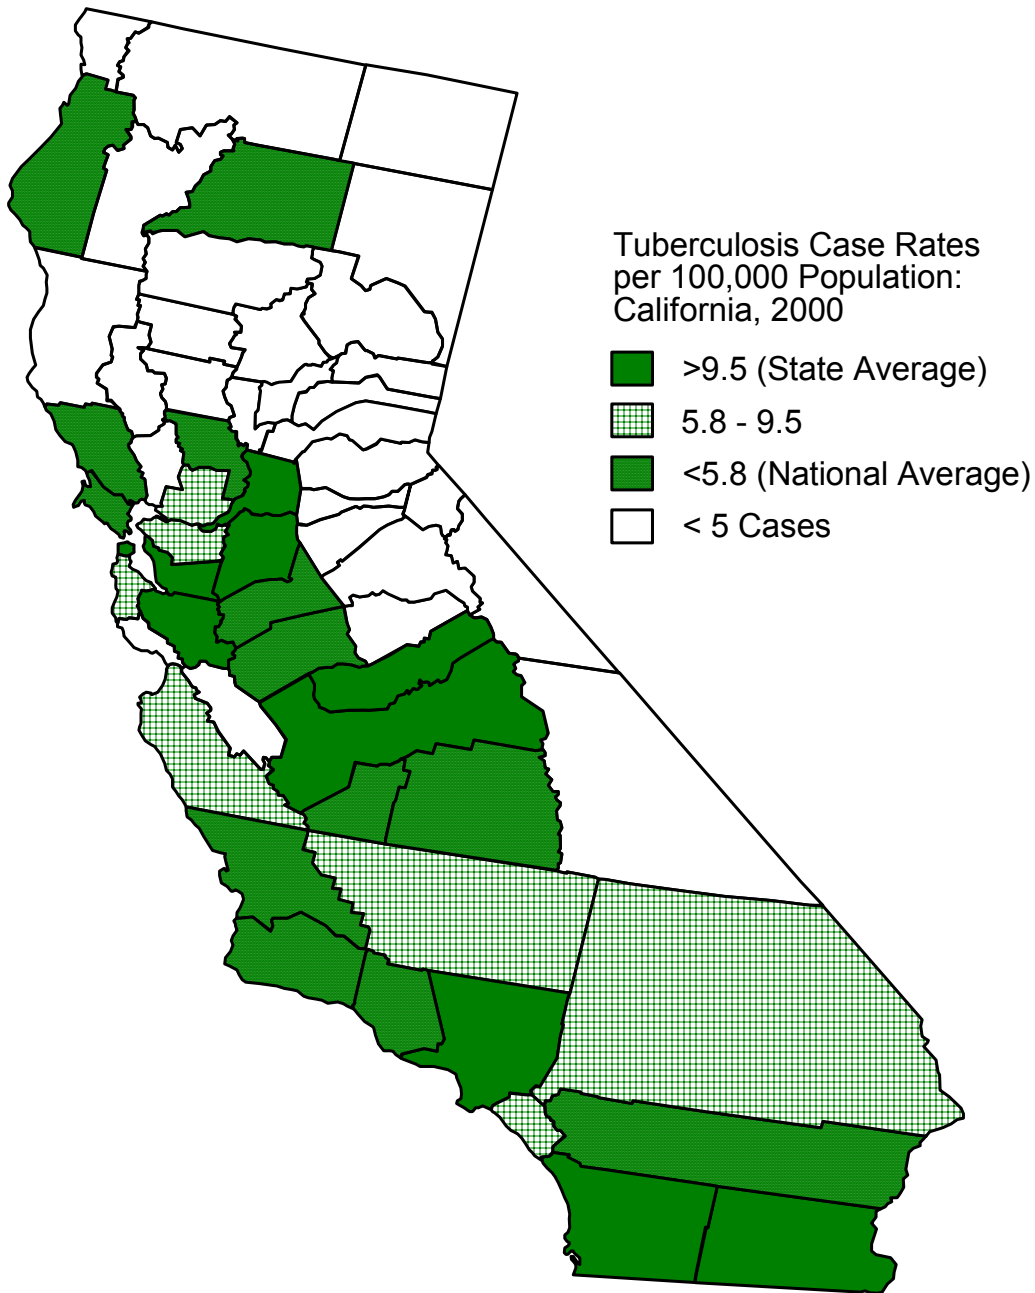 Tuberculosis Case Rates
per 100,000 Population:
California, 2000
>9.5 (State Average)
5.8 - 9.5
<5.8 (National Average)
< 5 Cases